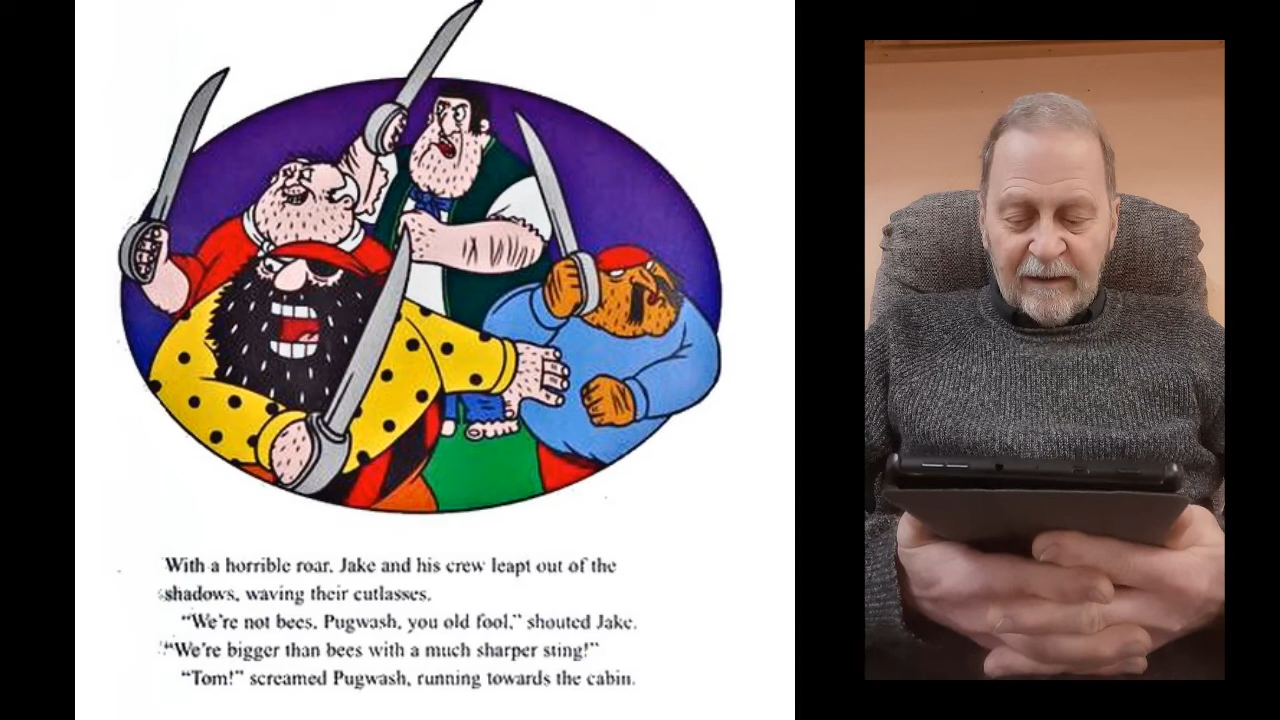 With a horrible roar, Jake and his crew leapt out of the
shadows, waving their cutlasses.
“We're not bees, Pugwash, you old fool,” shouted Jake.
“We're bigger than bees with a much sharper sting!”
“Tom!” screamed Pugwash, running towards the cabin.